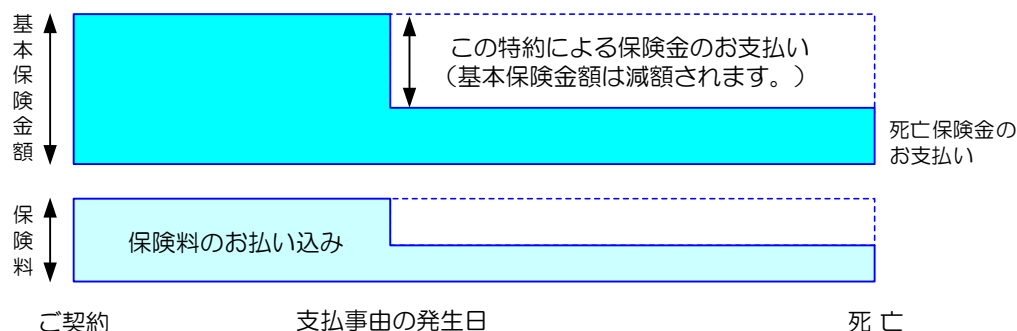 基本保険金額
この特約による保険金のお支払い
（基本保険金額は減額されます。）
死亡保険金の
お支払い
保険料
保険料のお払い込み
ご契約
支払事由の発生日
死 亡